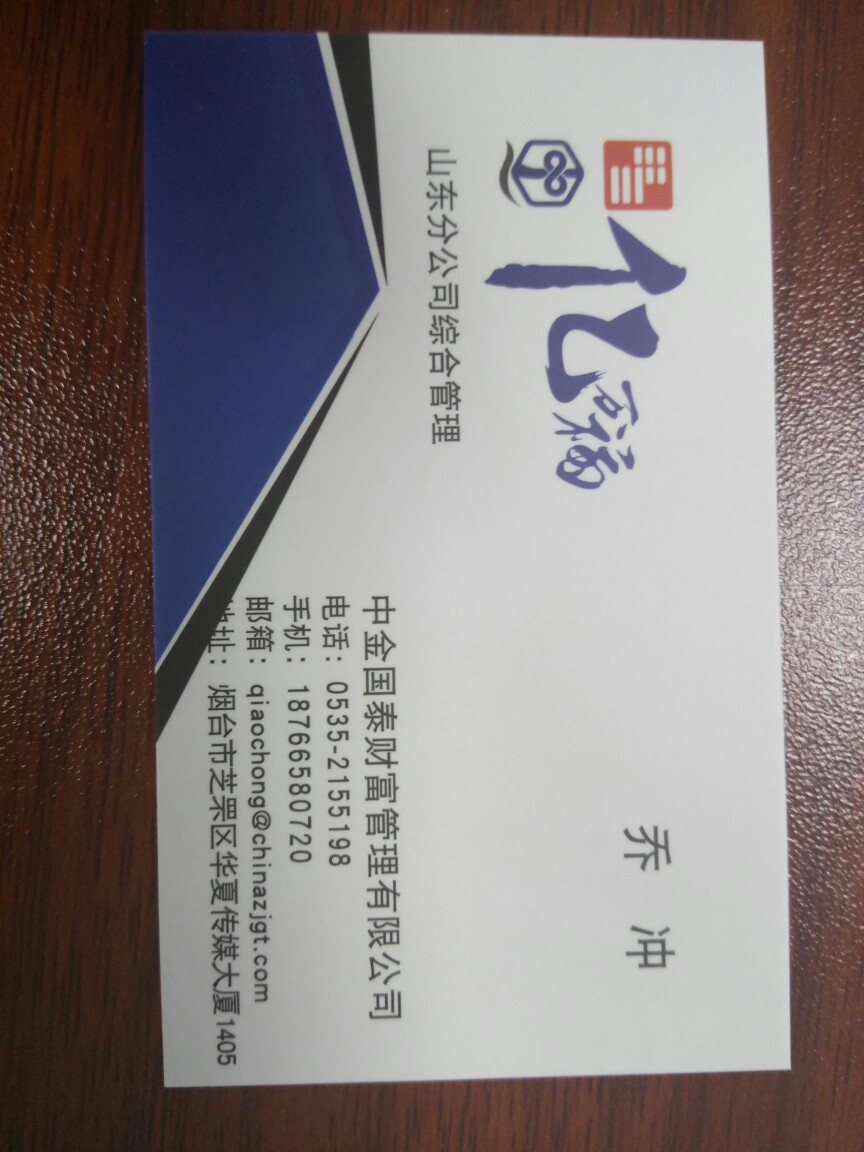 亿福
山东分公司综合管理
乔 冲
中金国泰财富管理有限公司
电话：0535-2155198
手机：18766580720
邮箱：qiaochong@chinazjgt.com
地址：烟台市芝罘区华夏传媒大厦1405